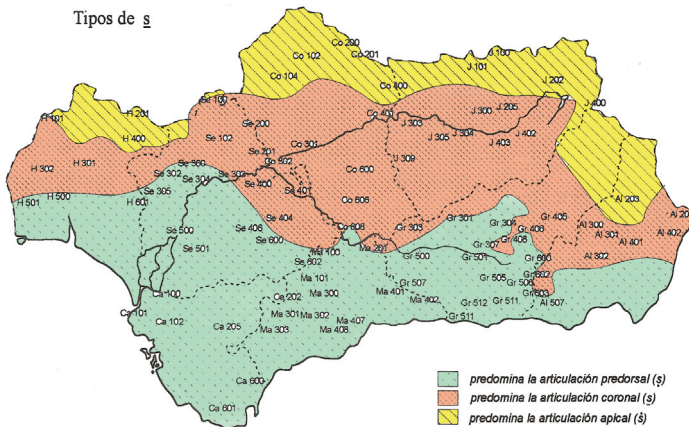 Tipos de s
Co 200
Co 102
Co 201
J 100
J 101
Co 104
J 202
Co 400
Se 100
J 400
H 101
H 201
J 205
J 300
Co 401
J 303
Se 200
H 400
Se 102
J 305
J 304
J 402
Co 301
J 403
Se 201
J 309
H 301
Co 302
Se 300
H 302
Se 302
Se 303
Co 600
Se 304
Se 400
Se 305
Se 401
H 500
H 501
H 601
Co 606
Al 203
Se 404
Gr 301
Gr 304
Gr 405
Al 200
Se 406
Co 608
Gr 303
Gr 406
Al 300
Se 500
Al 301
Al 402
Se 600
Gr 307
Gr 408
Al 401
Se 501
Ma 100
Ma 201
Gr 500
Gr 501
Gr 600
Al 302
Se 602
Ma 101
Gr 602
Gr 507
Gr 505
Gr 506
Ca 100
Ca 202
Ma 300
Ma 401
Gr 603
Ma 402
Gr 512
Gr 511
Al 507
Ca 101
Ma 301
Ma 302
Ca 102
Ma 407
Gr 511
Ca 205
Ma 303
Ma 408
Ca 600
Ca 601
predomina la articulación predorsal (ş)
predomina la articulación coronal (s)
predomina la articulación apical (ṡ)